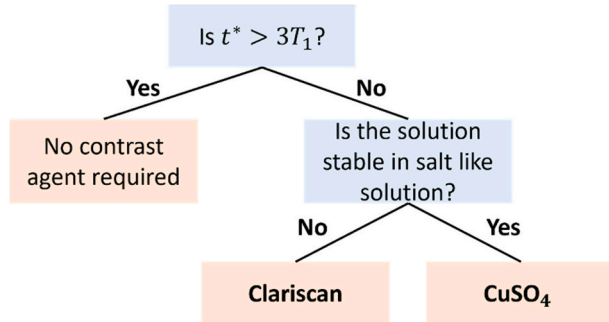 Is t* > 3T₁?
Yes
No
No contrast
agent required
Is the solution
stable in salt like
solution?
No
Yes
Clariscan
CuSO₄